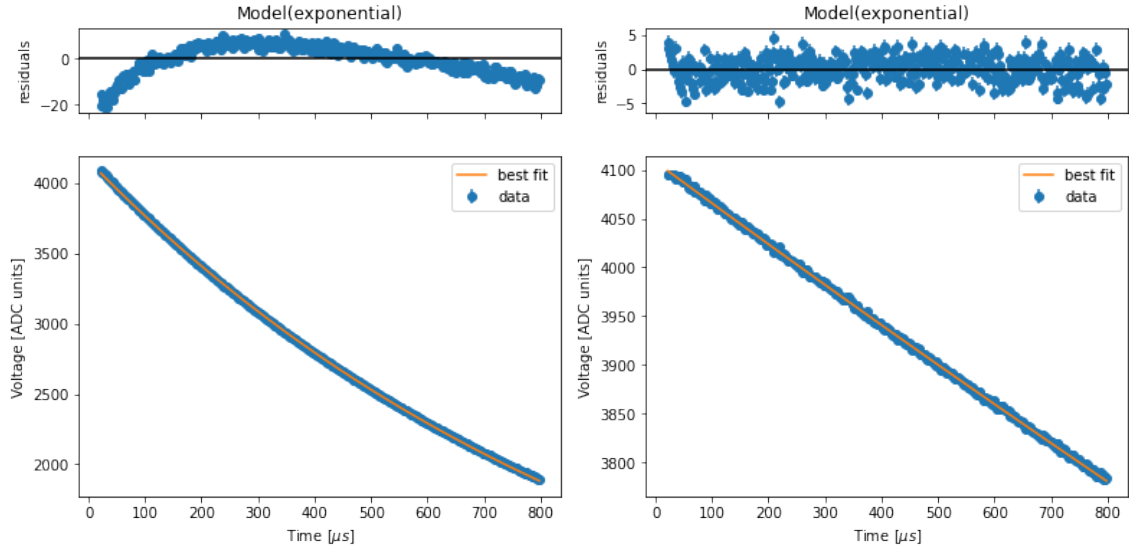 Model(exponential)
residuals
0
−20
Voltage [ADC units]
4000
3500
3000
2500
2000
best fit
data
0 100 200 300 400 500 600 700 800
Time [μs]
Model(exponential)
residuals
5
0
−5
Voltage [ADC units]
4100
4050
4000
3950
3900
3850
3800
best fit
data
0 100 200 300 400 500 600 700 800
Time [μs]